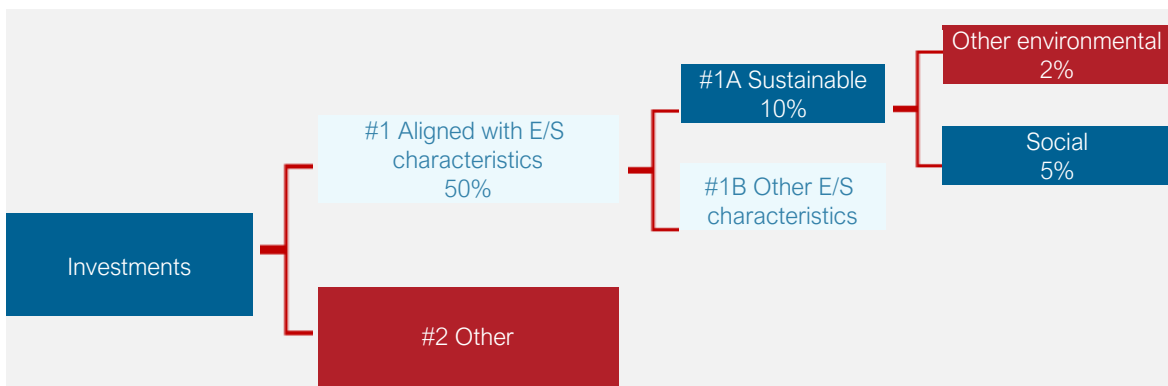 Investments
#1 Aligned with E/S
characteristics
50%
#2 Other
#1A Sustainable
10%
#1B Other E/S
characteristics
Other environmental
2%
Social
5%